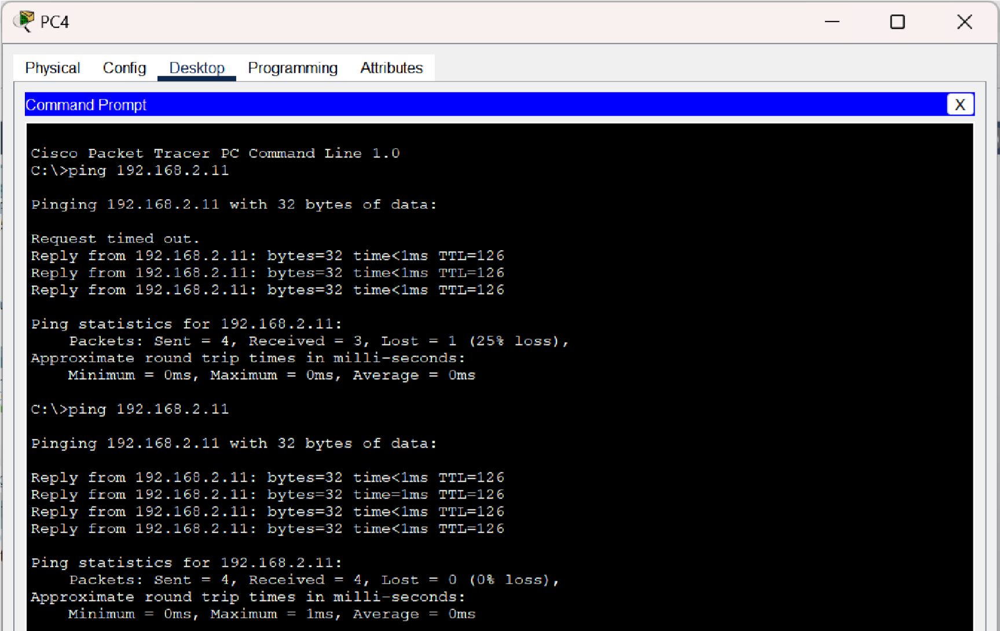 PC4
Physical Config Desktop Programming Attributes
Command Prompt X
Cisco Packet Tracer PC Command Line 1.0
C:\>ping 192.168.2.11
Pinging 192.168.2.11 with 32 bytes of data:
Request timed out.
Reply from 192.168.2.11: bytes=32 time<1ms TTL=126
Reply from 192.168.2.11: bytes=32 time<1ms TTL=126
Reply from 192.168.2.11: bytes=32 time<1ms TTL=126
Ping statistics for 192.168.2.11:
Packets: Sent = 4, Received = 3, Lost = 1 (25% loss),
Approximate round trip times in milli-seconds:
Minimum = 0ms, Maximum = 0ms, Average = 0ms
C:\>ping 192.168.2.11
Pinging 192.168.2.11 with 32 bytes of data:
Reply from 192.168.2.11: bytes=32 time<1ms TTL=126
Reply from 192.168.2.11: bytes=32 time=1ms TTL=126
Reply from 192.168.2.11: bytes=32 time<1ms TTL=126
Reply from 192.168.2.11: bytes=32 time<1ms TTL=126
Ping statistics for 192.168.2.11:
Packets: Sent = 4, Received = 4, Lost = 0 (0% loss),
Approximate round trip times in milli-seconds:
Minimum = 0ms, Maximum = 1ms, Average = 0ms